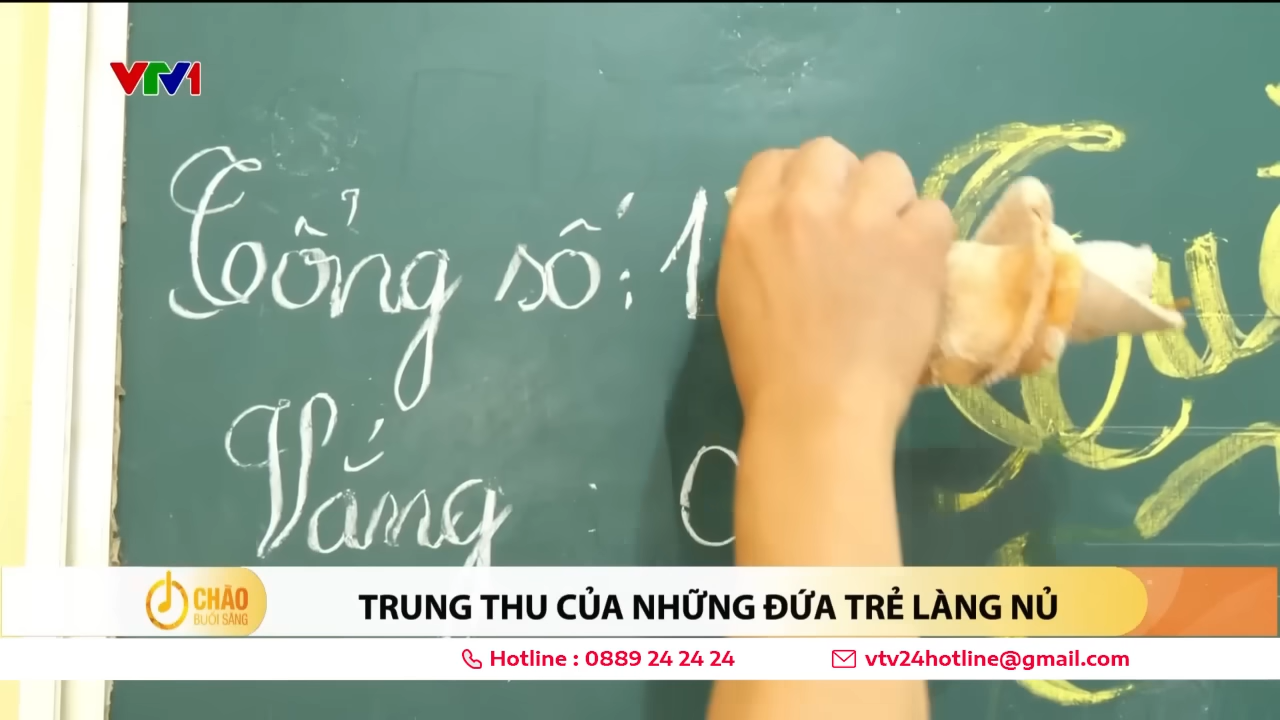 VTV1
Tổng số: 1
Vắng : 0
CHÀO
BUỔI SÁNG
TRUNG THU CỦA NHỮNG ĐỨA TRẺ LÀNG NỦ
Hotline : 0889 24 24 24
vtv24hotline@gmail.com